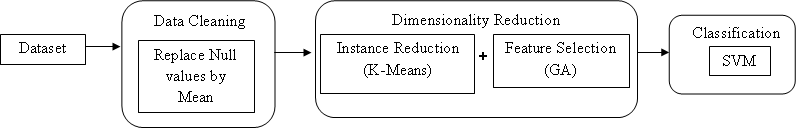 Dataset
Data Cleaning
Replace Null
values by
Mean
Dimensionality Reduction
Instance Reduction
(K-Means)
+
Feature Selection
(GA)
Classification
SVM